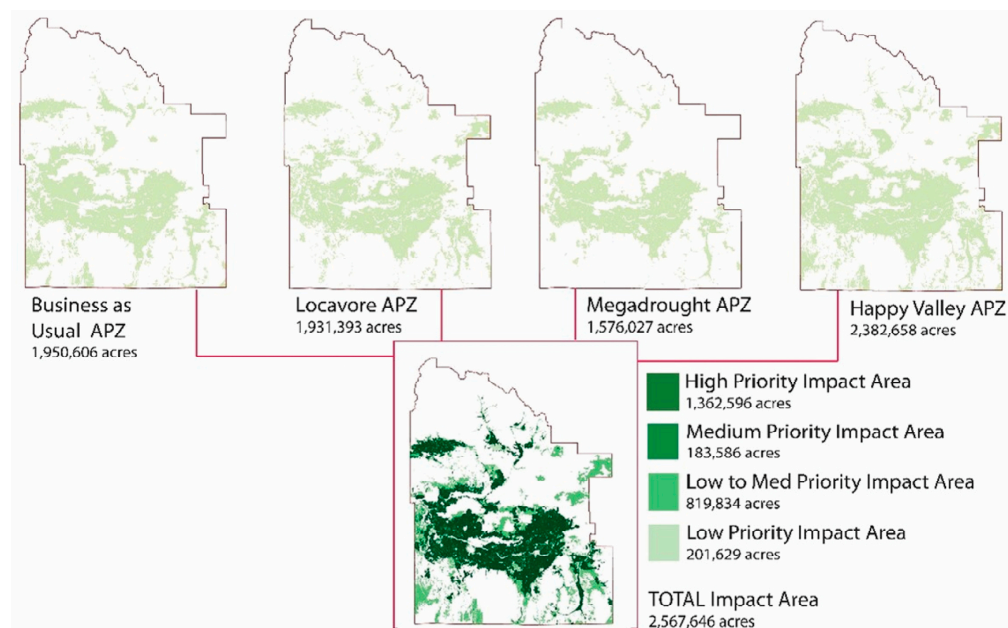 Business as
Usual APZ
1,950,606 acres
Locavore APZ
1,931,393 acres
Megadrought APZ
1,576,027 acres
Happy Valley APZ
2,382,658 acres
High Priority Impact Area
1,362,596 acres
Medium Priority Impact Area
183,586 acres
Low to Med Priority Impact Area
819,834 acres
Low Priority Impact Area
201,629 acres
TOTAL Impact Area
2,567,646 acres